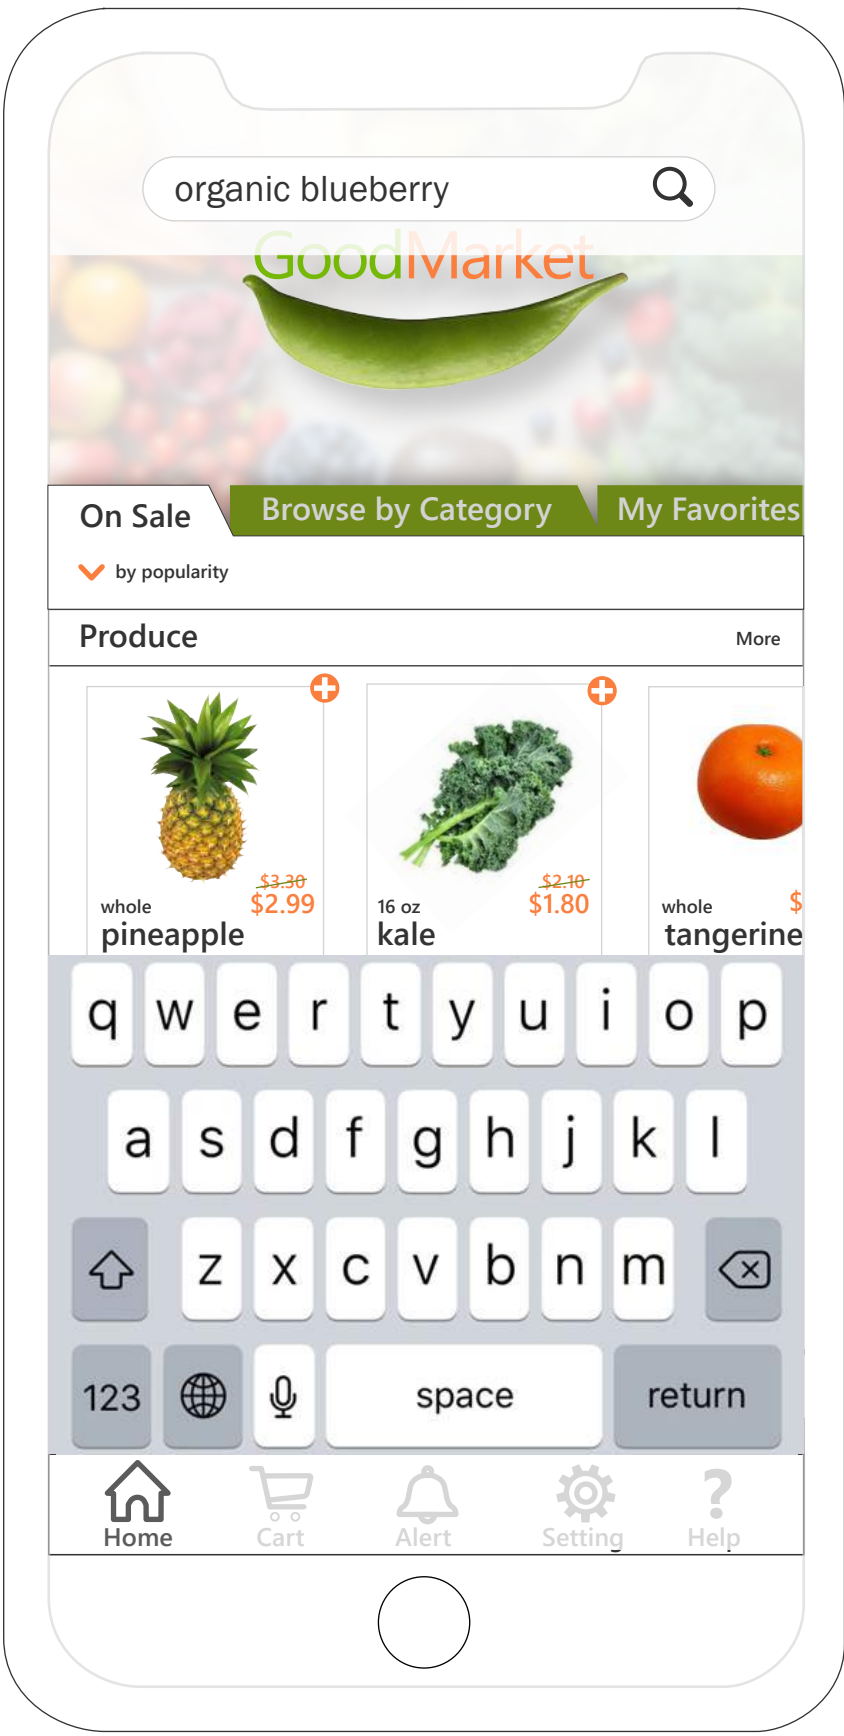 organic blueberry
GoodMarket
On Sale
Browse by Category
My Favorites
by popularity
Produce
More
$3.30
whole
$2.99
pineapple
$2.10
16 oz
$1.80
kale
whole
$
tangerine
q w e r t y u i o p
a s d f g h j k l
z x c v b n m
123
space
return
Home
Cart
Alert
Setting
Help